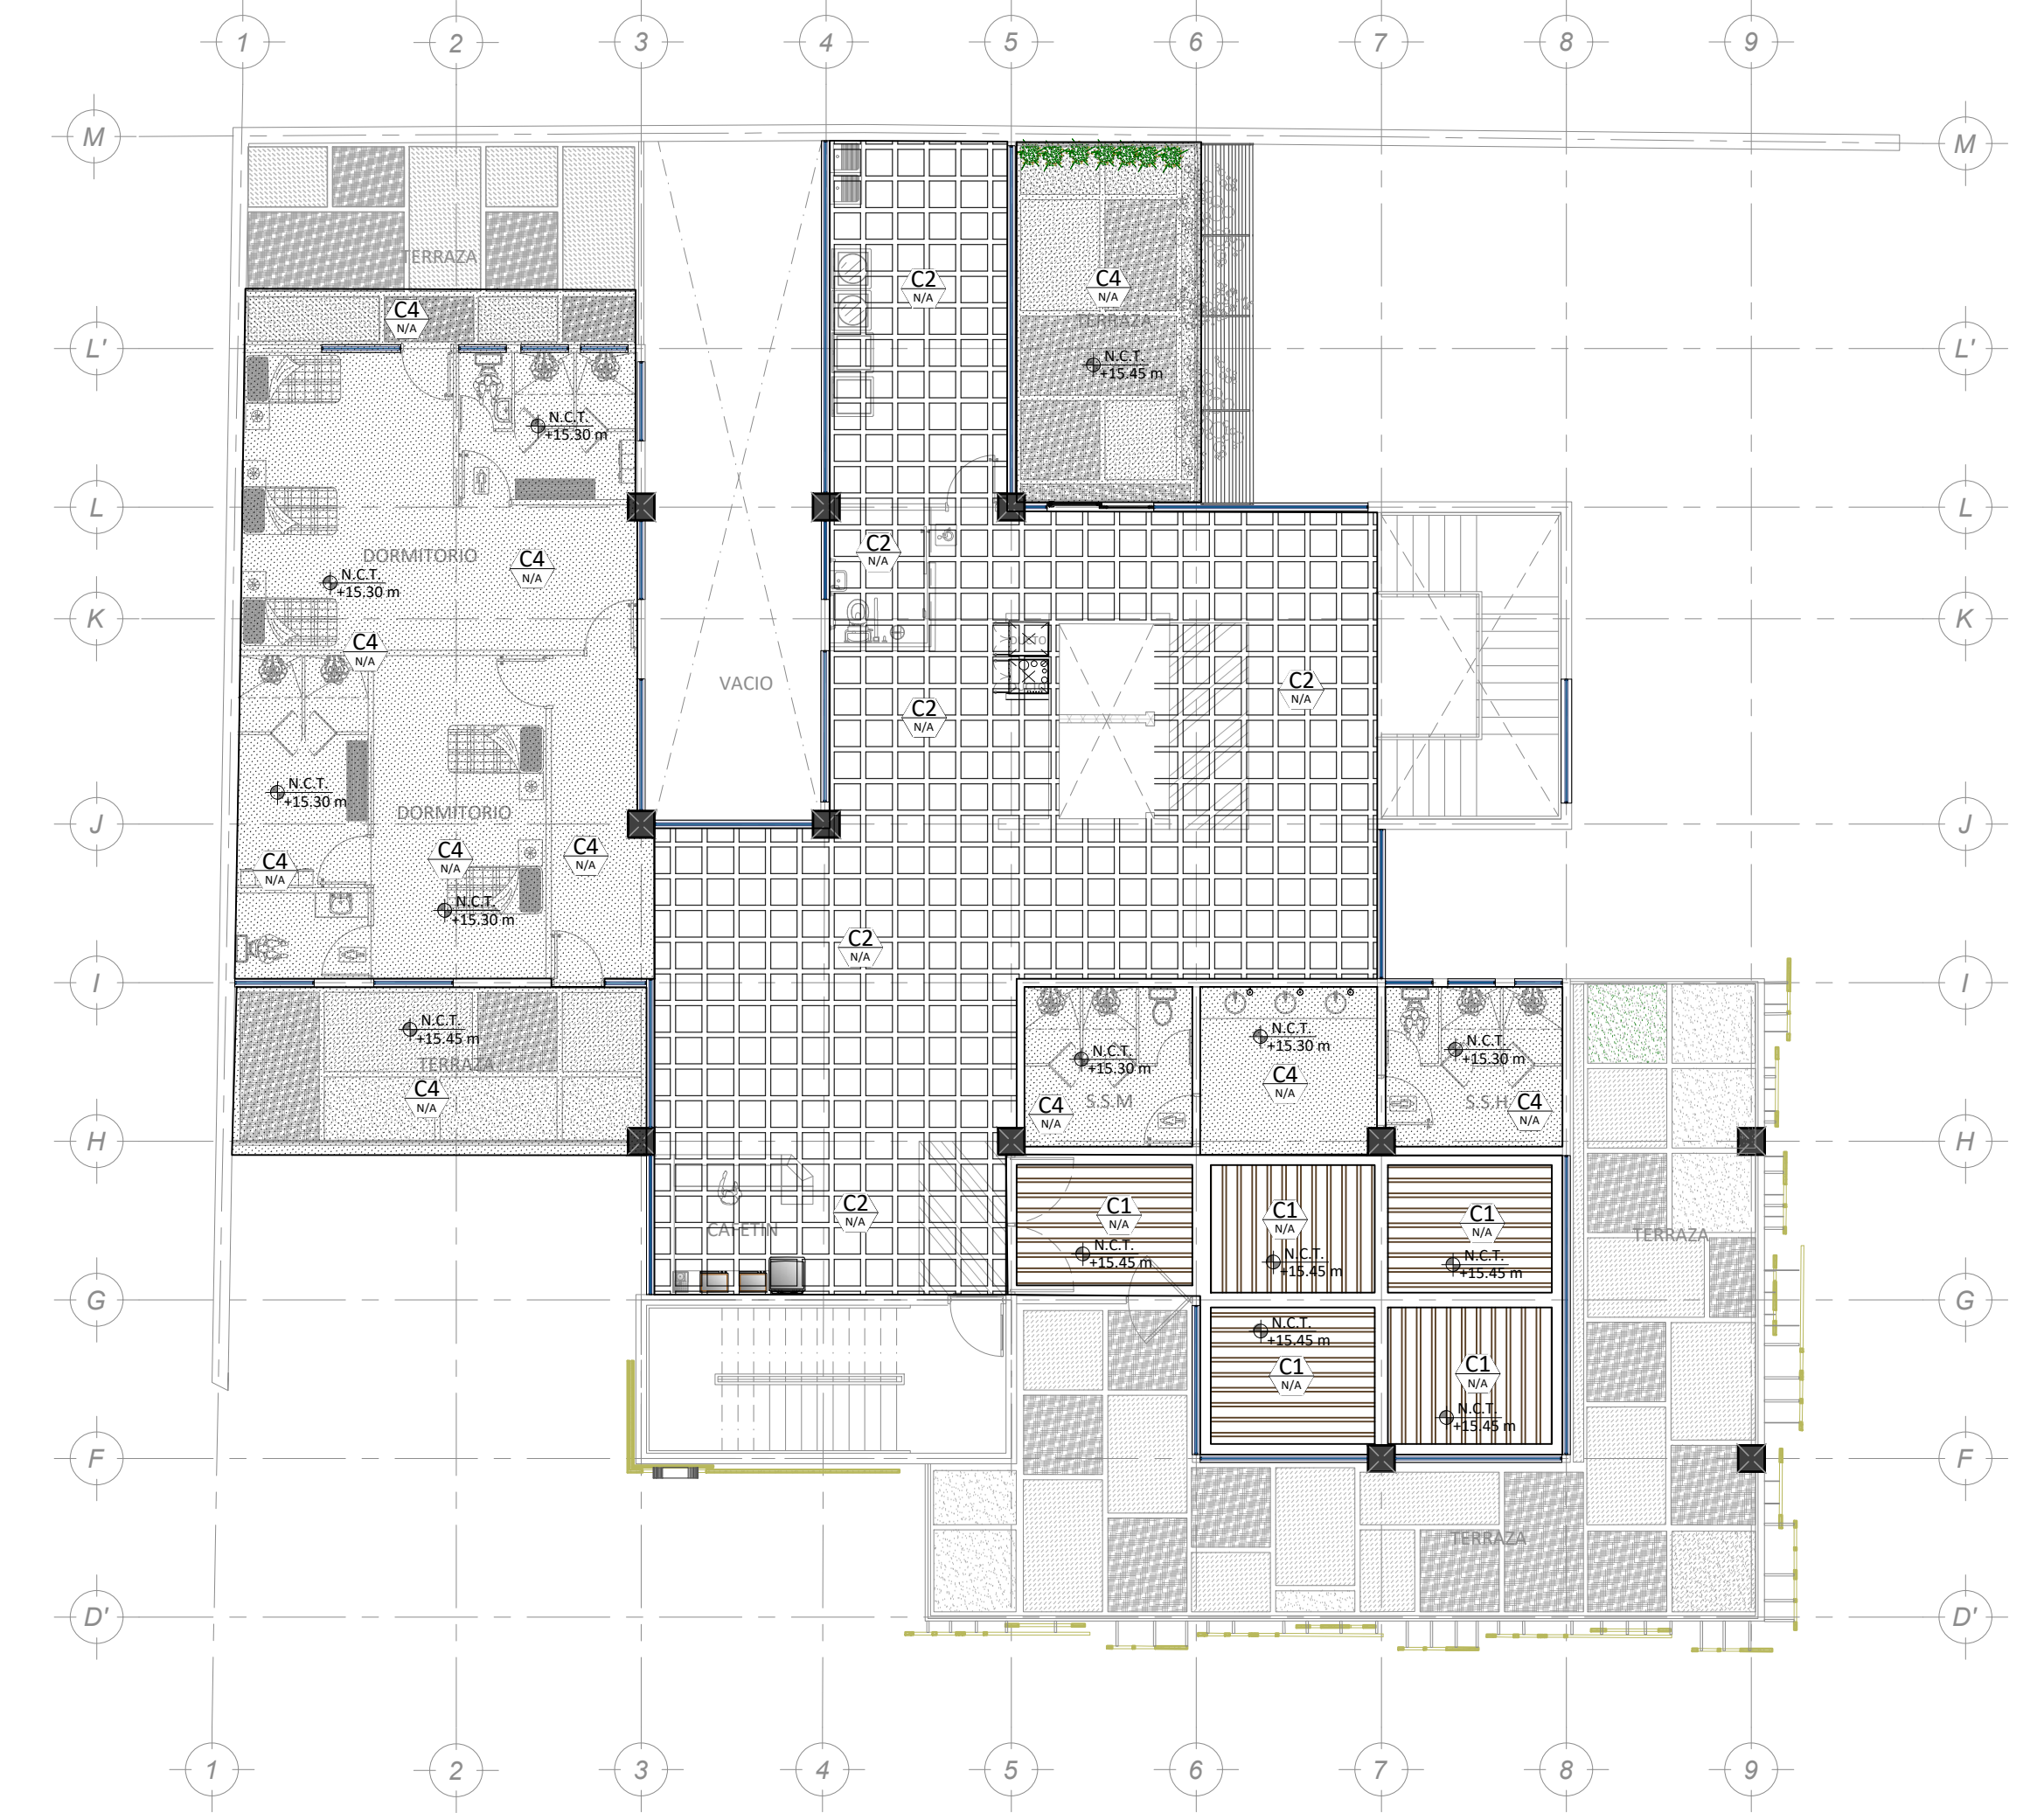 1 2 3 4 5 6 7 8 9
M M
TERRAZA
C2
N/A
C4
N/A
C4
N/A
TERRAZA
L' L'
N.C.T.
+15.45 m
N.C.T.
+15.30 m
L L
C2
N/A
DORMITORIO
C4
N/A
N.C.T.
+15.30 m
K K
C4
N/A
VACIO
C2
N/A
C2
N/A
N.C.T.
+15.30 m
DORMITORIO
J J
C4
N/A
C4
N/A
C4
N/A
N.C.T.
+15.30 m
C2
N/A
I I
N.C.T.
+15.45 m
TERRAZA
C4
N/A
N.C.T.
+15.30 m
N.C.T.
+15.30 m
N.C.T.
+15.30 m
C4
N/A
S.S.M
C4
N/A
S.S.H
C4
N/A
H H
CAFETIN
C2
N/A
C1
N/A
C1
N/A
C1
N/A
TERRAZA
N.C.T.
+15.45 m
N.C.T.
+15.45 m
N.C.T.
+15.45 m
G G
N.C.T.
+15.45 m
C1
N/A
C1
N/A
N.C.T.
+15.45 m
F F
TERRAZA
D' D'
1 2 3 4 5 6 7 8 9